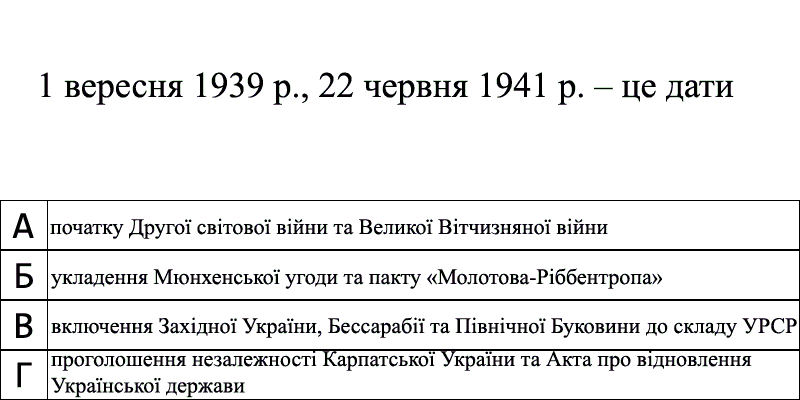 1 вересня 1939 р., 22 червня 1941 р. – це дати
А початку Другої світової війни та Великої Вітчизняної війни
Б укладення Мюнхенської угоди та пакту «Молотова-Ріббентропа»
В включення Західної України, Бессарабії та Північної Буковини до складу УРСР
Г проголошення незалежності Карпатської України та Акта про відновлення
Української держави